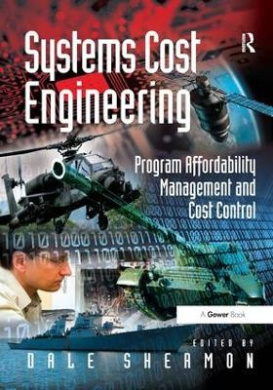 Systems Cost
Engineering
R
Program Affordability
Management and
Cost Control
A Gower Book
EDITED BY
DALE SHERMON